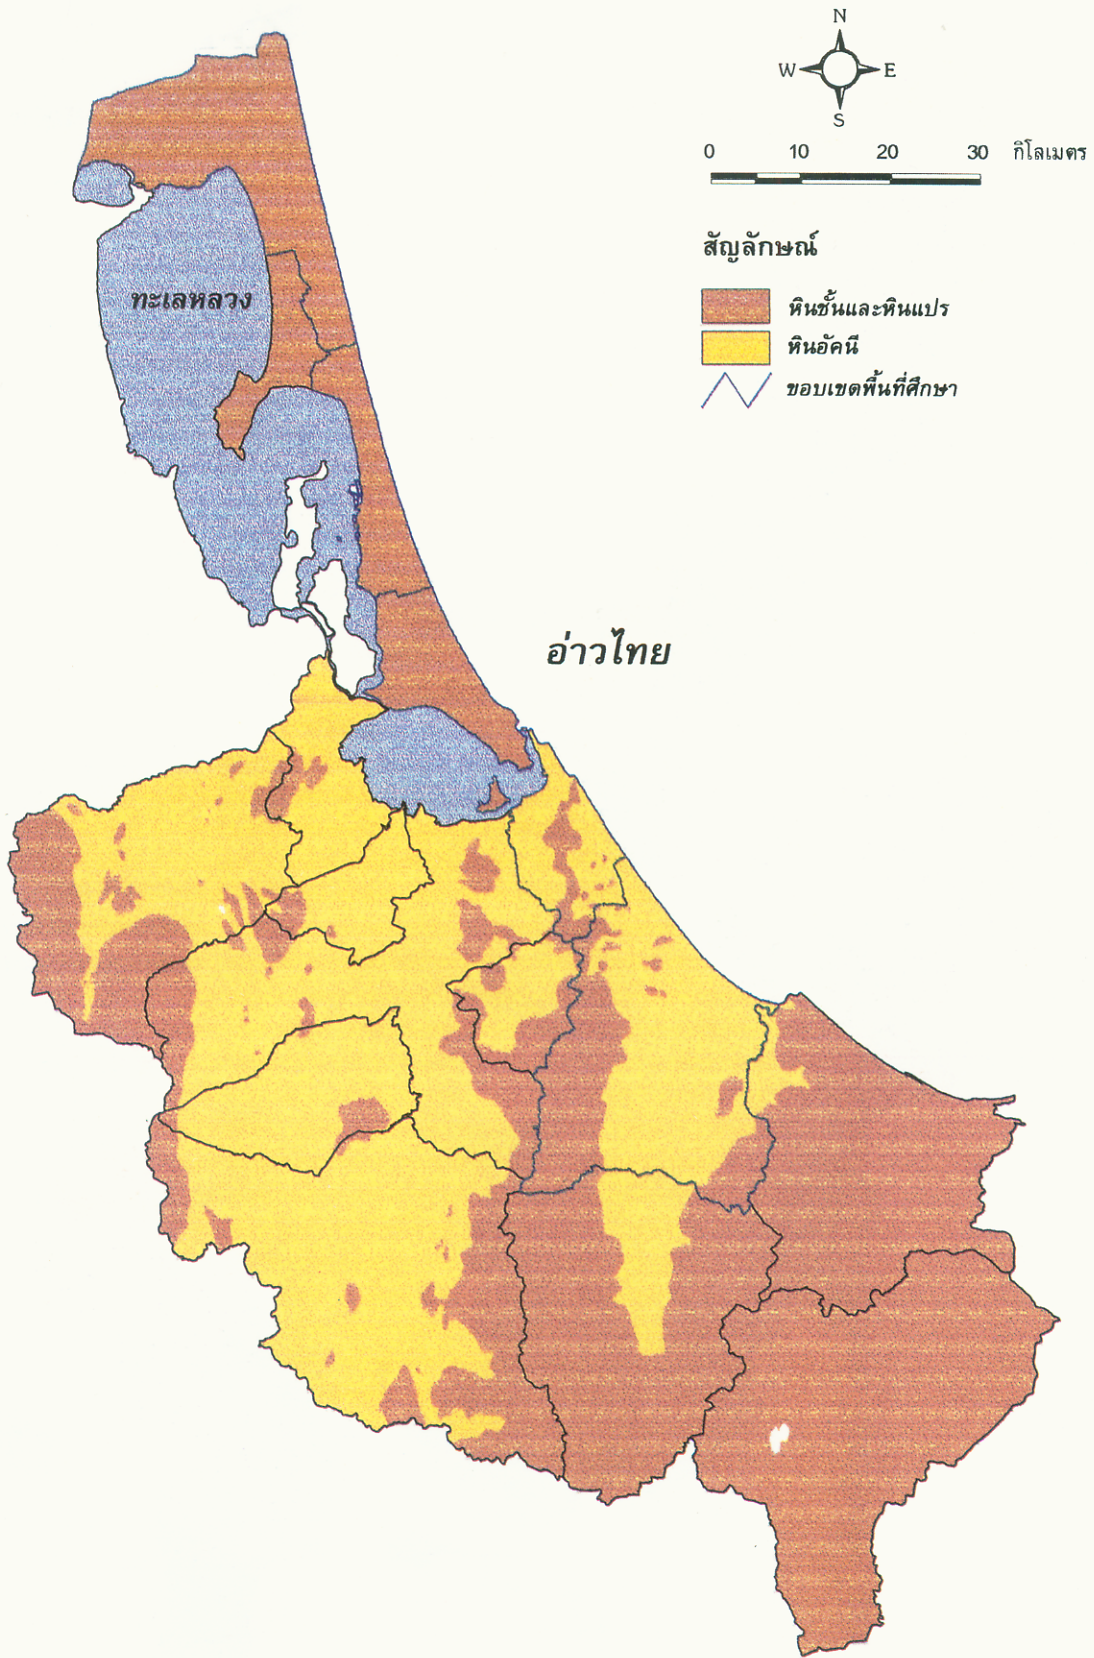 N
W E
S
0 10 20 30 กิโลเมตร
สัญลักษณ์
หินชั้นและหินแปร
หินอัคนี
ขอบเขตพื้นที่ศึกษา
ทะเลหลวง
อ่าวไทย